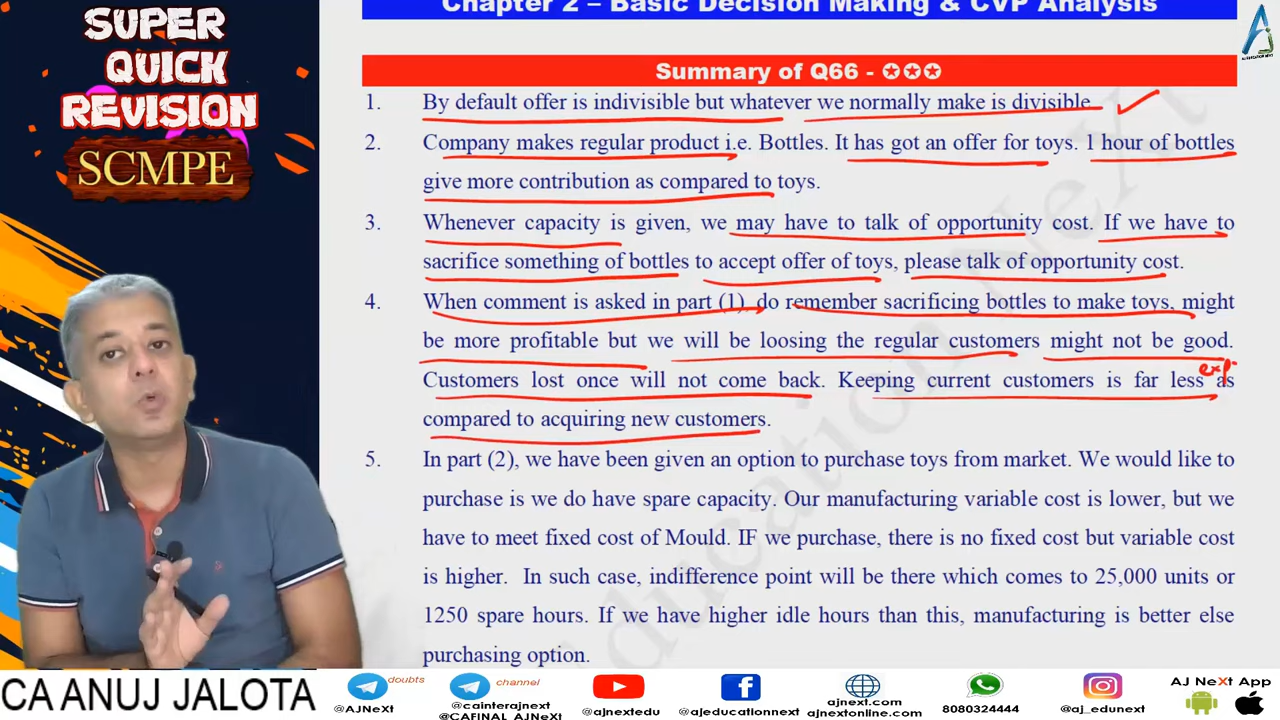 Chapter 2 – Basic Decision Making & CVP Analysis
SUPER
QUICK
REVISION
SCMPE
Summary of Q66 - ✪✪✪
1. By default offer is indivisible but whatever we normally make is divisible.
2. Company makes regular product i.e. Bottles. It has got an offer for toys. 1 hour of bottles
give more contribution as compared to toys.
3. Whenever capacity is given, we may have to talk of opportunity cost. If we have to
sacrifice something of bottles to accept offer of toys, please talk of opportunity cost.
4. When comment is asked in part (1), do remember sacrificing bottles to make toys, might
be more profitable but we will be loosing the regular customers might not be good.
exp.
Customers lost once will not come back. Keeping current customers is far less as
compared to acquiring new customers.
5. In part (2), we have been given an option to purchase toys from market. We would like to
purchase is we do have spare capacity. Our manufacturing variable cost is lower, but we
have to meet fixed cost of Mould. IF we purchase, there is no fixed cost but variable cost
is higher. In such case, indifference point will be there which comes to 25,000 units or
1250 spare hours. If we have higher idle hours than this, manufacturing is better else
purchasing option.
CA ANUJ JALOTA
doubts
@AJNeXt
channel
@cainterajnext
@CAFINAL_AJNeXt
@ajnextedu
@ajeducationnext
ajnext.com
ajnextonline.com
8080324444
@aj_edunext
AJ NeXt App